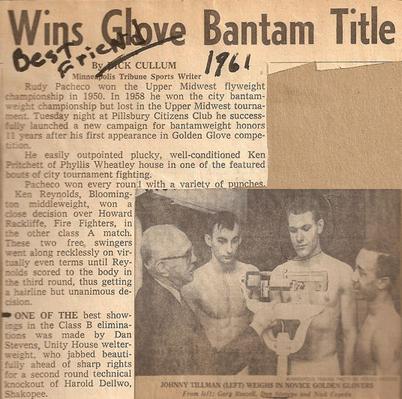 Wins Glove Bantam Title
Best
Friend
1961
By DICK CULLUM
Minneapolis Tribune Sports Writer
Rudy Pacheco won the Upper Midwest flyweight
championship in 1950. In 1958 he won the city bantam-
weight championship but lost in the Upper Midwest tourna-
ment. Tuesday night at Pillsbury Citizens Club he success-
fully launched a new campaign for bantamweight honors
11 years after his first appearance in Golden Glove compe-
tition.
He easily outpointed plucky, well-conditioned Ken
Pritchett of Phyllis Wheatley house in one of the featured
bouts of city tournament fighting.
Pacheco won every round with a variety of punches.
Ken Reynolds, Blooming-
ton middleweight, won a
close decision over Howard
Rackliffe, Fire Fighters, in
the other class A match.
These two free, swingers
went along recklessly on vir-
tually even terms until Rey-
nolds scored to the body in
the third round, thus getting
a hairline but unanimous de-
cision.
ONE OF THE best show-
ings in the Class B elimina-
tions was made by Dan
Stevens, Unity House welter-
weight, who jabbed beauti-
fully ahead of sharp rights
for a second round technical
knockout of Harold Dellwo,
Shakopee.
JOHNNY TILLMAN (LEFT) WEIGHS IN NOVICE GOLDEN GLOVERS
From left: Gary Russell, Dan and Nick